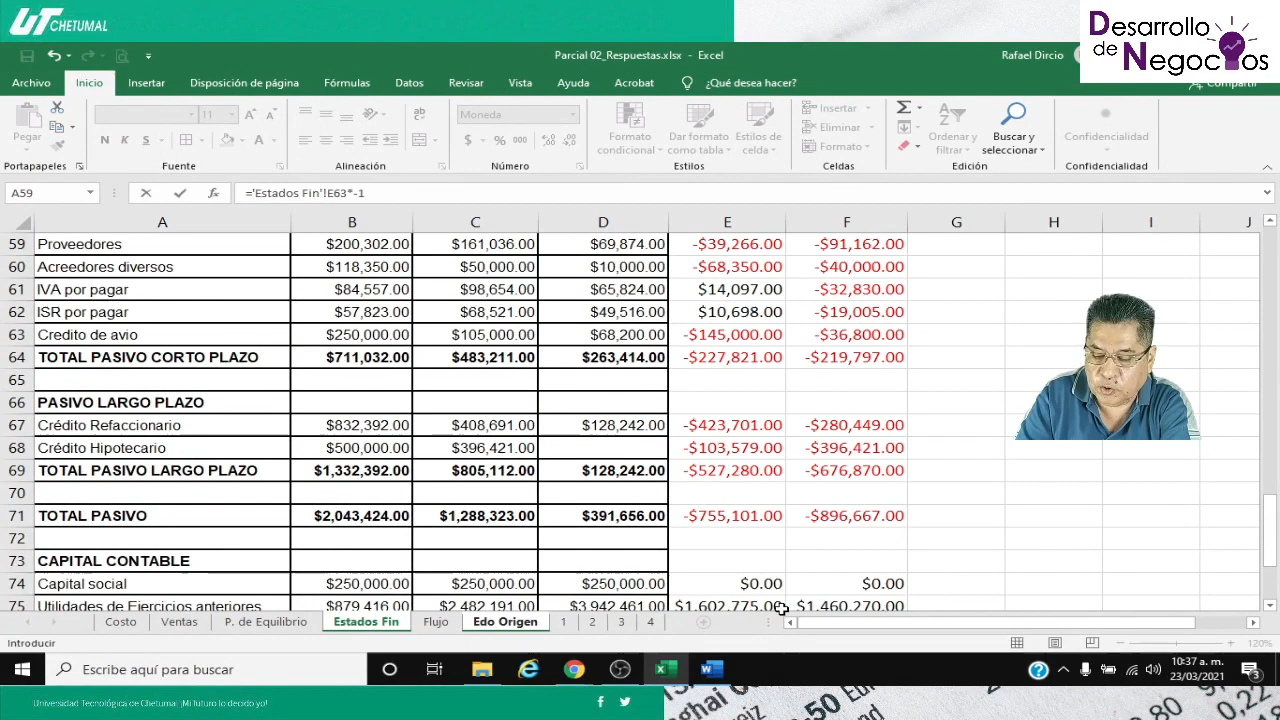 UT CHETUMAL
Desarrollo
de
Negocios
Parcial 02_Respuestas.xlsx - Excel
Rafael Dircio
Archivo Inicio Insertar Disposición de página Fórmulas Datos Revisar Vista Ayuda Acrobat ¿Qué desea hacer? Compartir
11 Moneda Insertar
Pegar N K S Formato Dar formato Estilos de Eliminar Ordenar y Buscar y Confidencialidad
condicional como tabla celda Formato filtrar seleccionar
Portapapeles Fuente Alineación Número Estilos Celdas Edición Confidencialidad
A59 ='Estados Fin'!E63*-1
A B C D E F G H I J
59 Proveedores $200,302.00 $161,036.00 $69,874.00 -$39,266.00 -$91,162.00
60 Acreedores diversos $118,350.00 $50,000.00 $10,000.00 -$68,350.00 -$40,000.00
61 IVA por pagar $84,557.00 $98,654.00 $65,824.00 $14,097.00 -$32,830.00
62 ISR por pagar $57,823.00 $68,521.00 $49,516.00 $10,698.00 -$19,005.00
63 Credito de avio $250,000.00 $105,000.00 $68,200.00 -$145,000.00 -$36,800.00
64 TOTAL PASIVO CORTO PLAZO $711,032.00 $483,211.00 $263,414.00 -$227,821.00 -$219,797.00
65
66 PASIVO LARGO PLAZO
67 Crédito Refaccionario $832,392.00 $408,691.00 $128,242.00 -$423,701.00 -$280,449.00
68 Crédito Hipotecario $500,000.00 $396,421.00 -$103,579.00 -$396,421.00
69 TOTAL PASIVO LARGO PLAZO $1,332,392.00 $805,112.00 $128,242.00 -$527,280.00 -$676,870.00
70
71 TOTAL PASIVO $2,043,424.00 $1,288,323.00 $391,656.00 -$755,101.00 -$896,667.00
72
73 CAPITAL CONTABLE
74 Capital social $250,000.00 $250,000.00 $250,000.00 $0.00 $0.00
75 Utilidades de Ejercicios anteriores $879,416.00 $2,482,191.00 $3,942,461.00 $1,602,775.00 $1,460,270.00
Costo Ventas P. de Equilibrio Estados Fin Flujo Edo Origen 1 2 3 4
Introducir 120%
Escribe aquí para buscar
10:37 a. m.
23/03/2021
3
Universidad Tecnológica de Chetumal ¡Mi futuro lo decido yo!